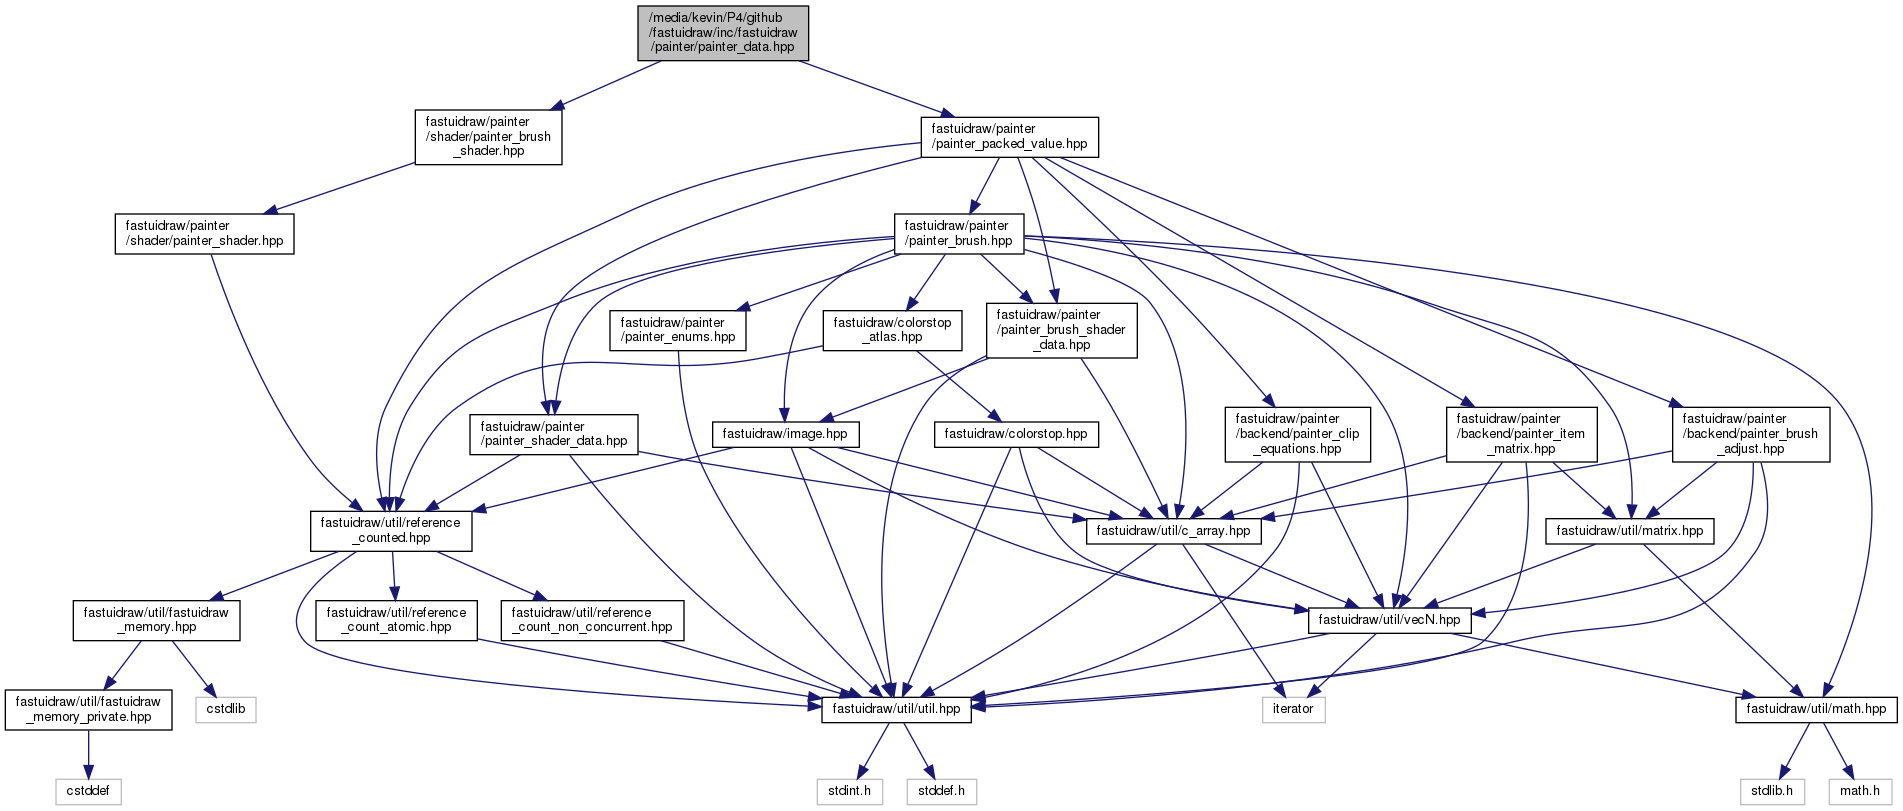 /media/kevin/P4/github
/fastuidraw/inc/fastuidraw
/painter/painter_data.hpp
fastuidraw/painter
/shader/painter_brush
_shader.hpp
fastuidraw/painter
/painter_packed_value.hpp
fastuidraw/painter
/shader/painter_shader.hpp
fastuidraw/painter
/painter_brush.hpp
fastuidraw/painter
/painter_enums.hpp
fastuidraw/colorstop
_atlas.hpp
fastuidraw/painter
/painter_brush_shader
_data.hpp
fastuidraw/painter
/painter_shader_data.hpp
fastuidraw/image.hpp
fastuidraw/colorstop.hpp
fastuidraw/painter
/backend/painter_clip
_equations.hpp
fastuidraw/painter
/backend/painter_item
_matrix.hpp
fastuidraw/painter
/backend/painter_brush
_adjust.hpp
fastuidraw/util/reference
_counted.hpp
fastuidraw/util/c_array.hpp
fastuidraw/util/matrix.hpp
fastuidraw/util/fastuidraw
_memory.hpp
fastuidraw/util/reference
_count_atomic.hpp
fastuidraw/util/reference
_count_non_concurrent.hpp
fastuidraw/util/vecN.hpp
fastuidraw/util/fastuidraw
_memory_private.hpp
cstdlib
fastuidraw/util/util.hpp
iterator
fastuidraw/util/math.hpp
cstddef
stdint.h
stddef.h
stdlib.h
math.h